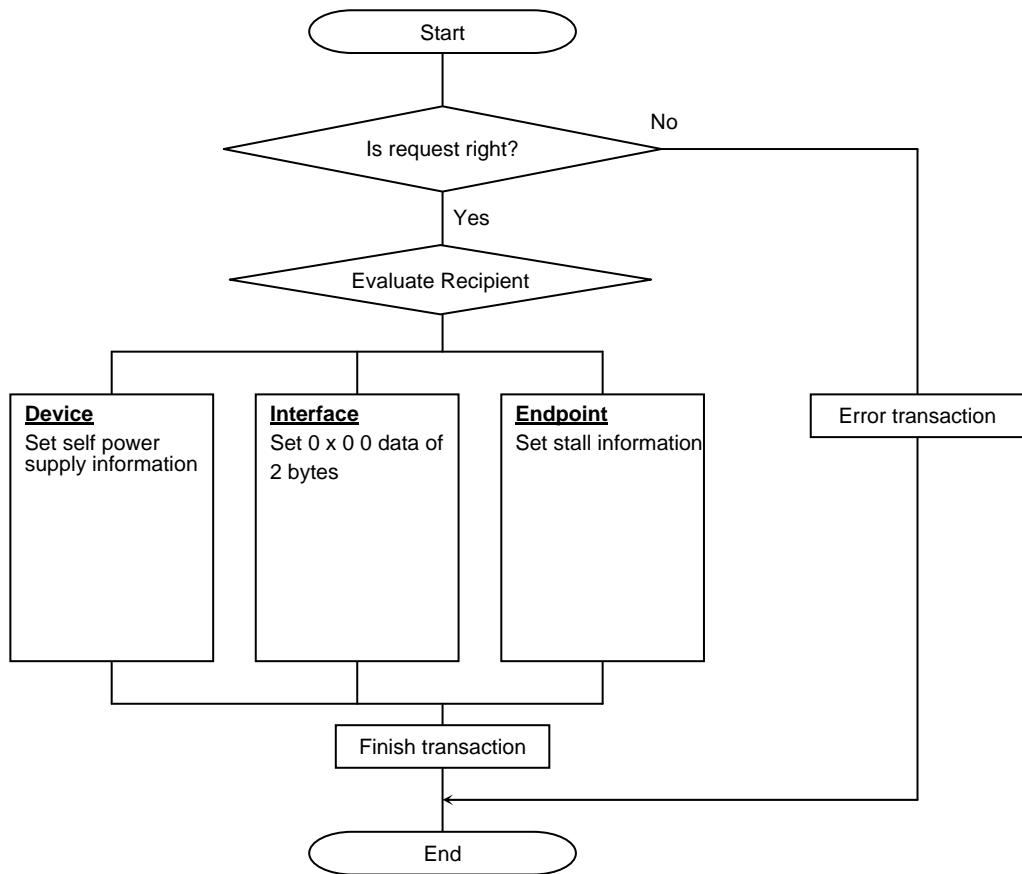 Start
No
Is request right?
Yes
Evaluate Recipient
Device
Set self power
supply information
Interface
Set 0 x 0 0 data of
2 bytes
Endpoint
Set stall information
Error transaction
Finish transaction
End